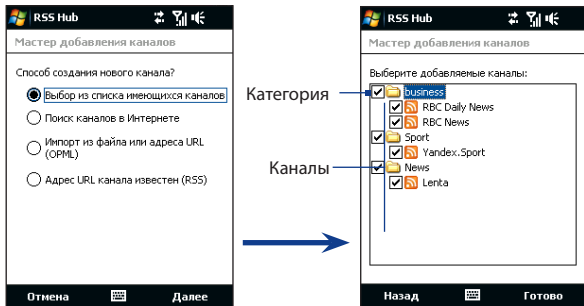 RSS Hub
Мастер добавления каналов
Способ создания нового канала?
Выбор из списка имеющихся каналов
Поиск каналов в Интернете
Импорт из файла или адреса URL
(OPML)
Адрес URL канала известен (RSS)
Отмена
Далее
Категория
Каналы
RSS Hub
Мастер добавления каналов
Выберите добавляемые каналы:
business
RBC Daily News
RBC News
Sport
Yandex.Sport
News
Lenta
Назад
Готово